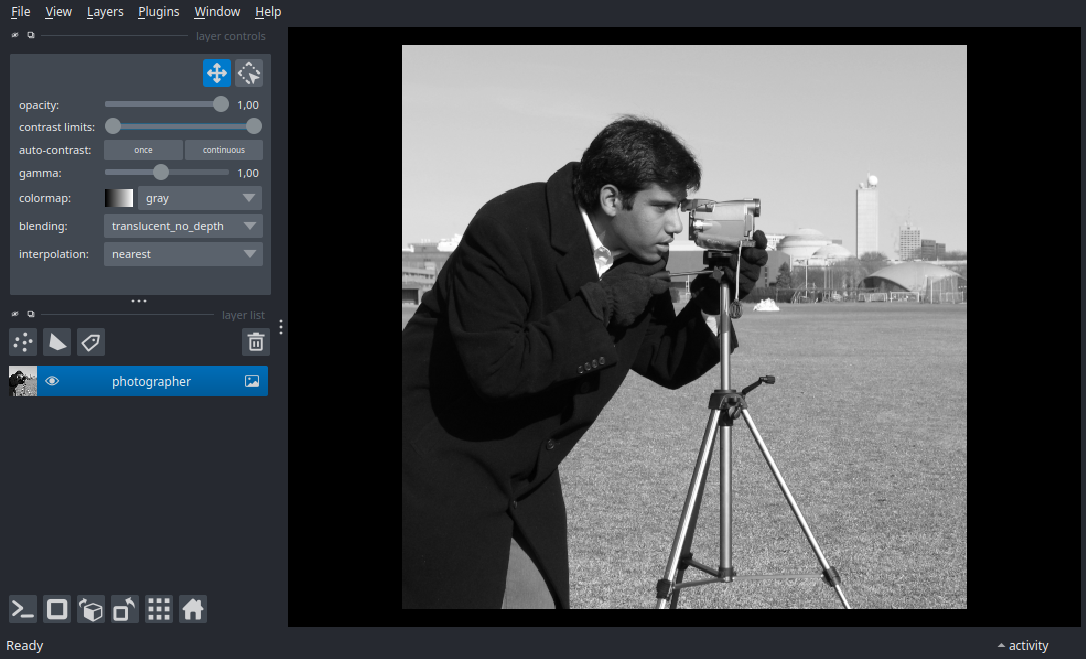 File View Layers Plugins Window Help
layer controls
opacity: 1,00
contrast limits:
auto-contrast: once continuous
gamma: 1,00
colormap: gray
blending: translucent_no_depth
interpolation: nearest
layer list
photographer
Ready
activity